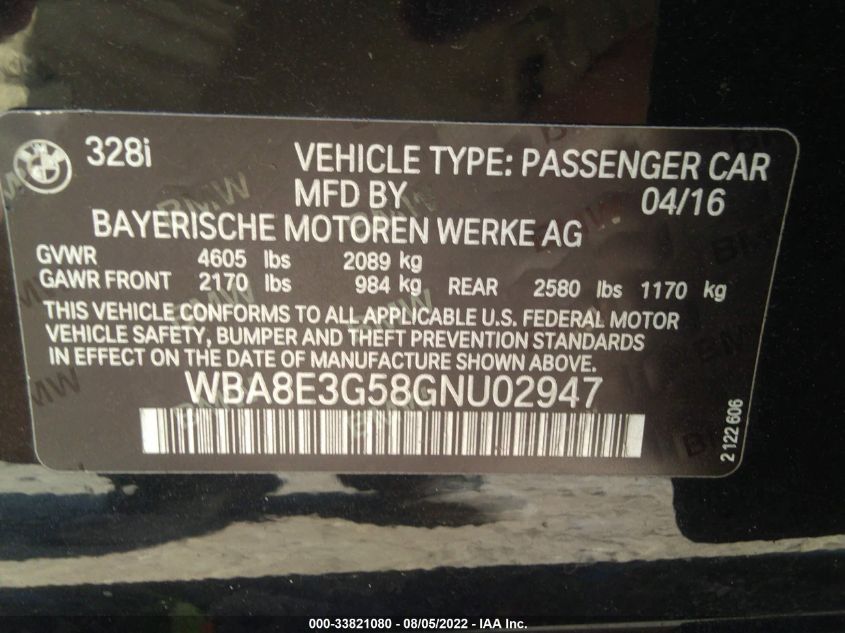 328i VEHICLE TYPE: PASSENGER CAR
MFD BY 04/16
BAYERISCHE MOTOREN WERKE AG
GVWR 4605 lbs 2089 kg
GAWR FRONT 2170 lbs 984 kg REAR 2580 lbs 1170 kg
THIS VEHICLE CONFORMS TO ALL APPLICABLE U.S. FEDERAL MOTOR
VEHICLE SAFETY, BUMPER AND THEFT PREVENTION STANDARDS
IN EFFECT ON THE DATE OF MANUFACTURE SHOWN ABOVE.
WBA8E3G58GNU02947
2 122 606
000-33821080 - 08/05/2022 - IAA Inc.